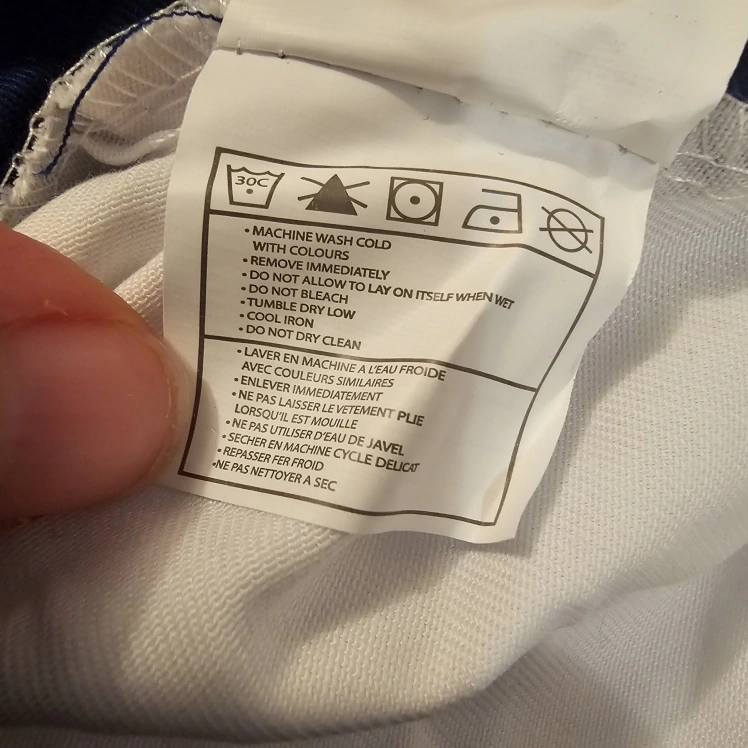 30C
• MACHINE WASH COLD
WITH COLOURS
• REMOVE IMMEDIATELY
• DO NOT ALLOW TO LAY ON ITSELF WHEN WET
• DO NOT BLEACH
• TUMBLE DRY LOW
• COOL IRON
• DO NOT DRY CLEAN
• LAVER EN MACHINE A L'EAU FROIDE
AVEC COULEURS SIMILAIRES
• ENLEVER IMMEDIATEMENT
• NE PAS LAISSER LE VETEMENT PLIE
LORSQU'IL EST MOUILLE
• NE PAS UTILISER D'EAU DE JAVEL
• SECHER EN MACHINE CYCLE DELICAT
• REPASSER FER FROID
•NE PAS NETTOYER A SEC